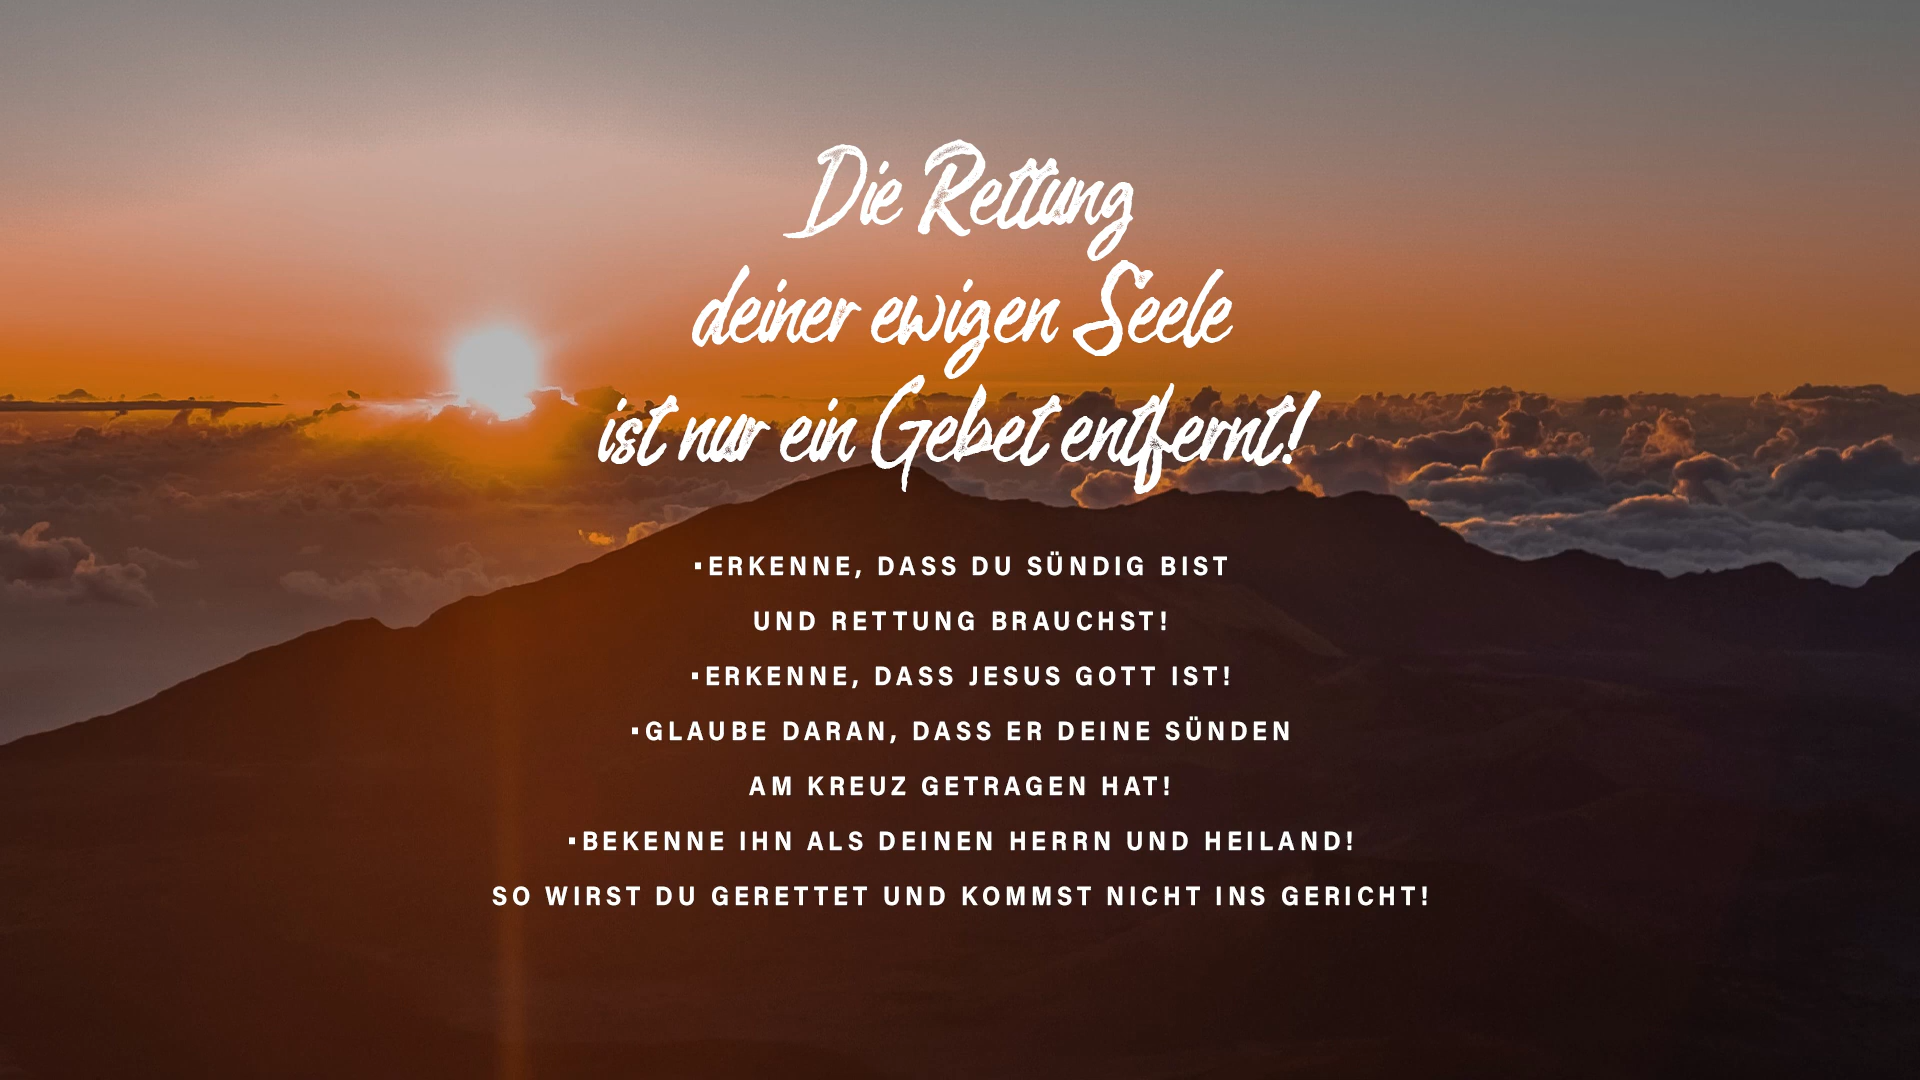 Die Rettung
deiner ewigen Seele
ist nur ein Gebet entfernt!
▪ERKENNE, DASS DU SÜNDIG BIST
UND RETTUNG BRAUCHST!
▪ERKENNE, DASS JESUS GOTT IST!
▪GLAUBE DARAN, DASS ER DEINE SÜNDEN
AM KREUZ GETRAGEN HAT!
▪BEKENNE IHN ALS DEINEN HERRN UND HEILAND!
SO WIRST DU GERETTET UND KOMMST NICHT INS GERICHT!